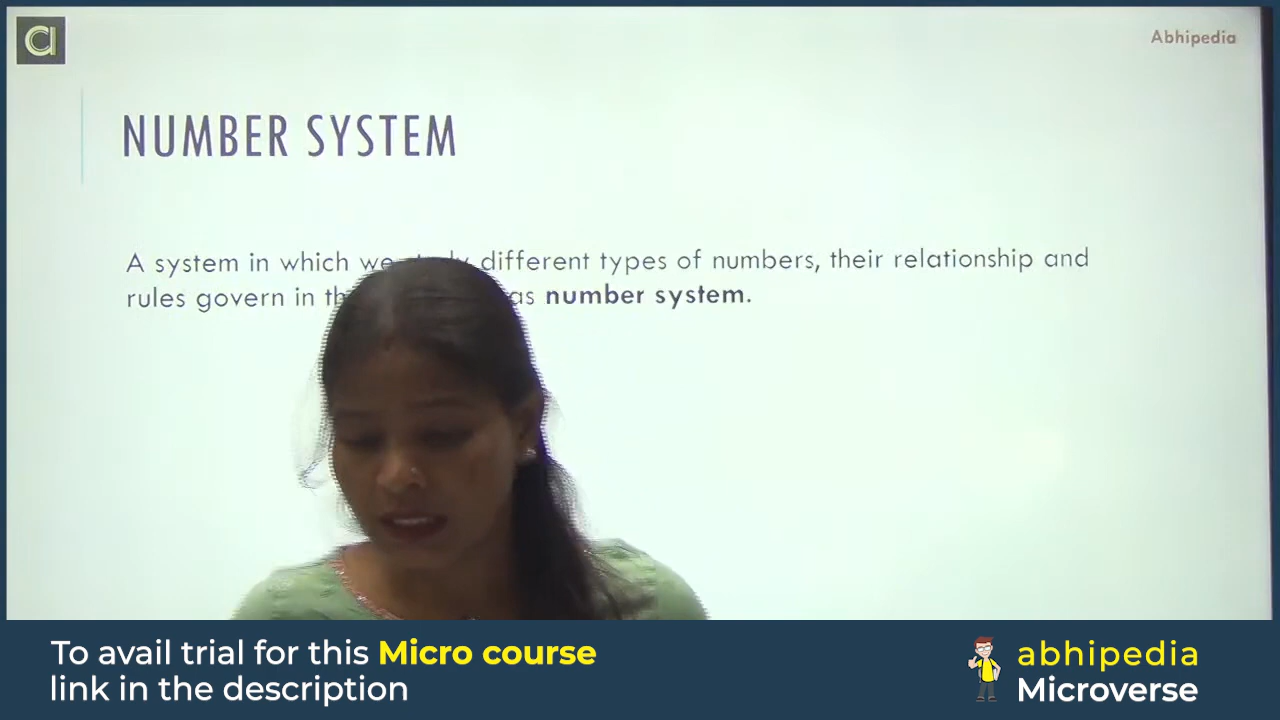 Abhipedia
NUMBER SYSTEM
A system in which we study different types of numbers, their relationship and
rules govern in as number system.
To avail trial for this Micro course
link in the description
abhipedia
Microverse